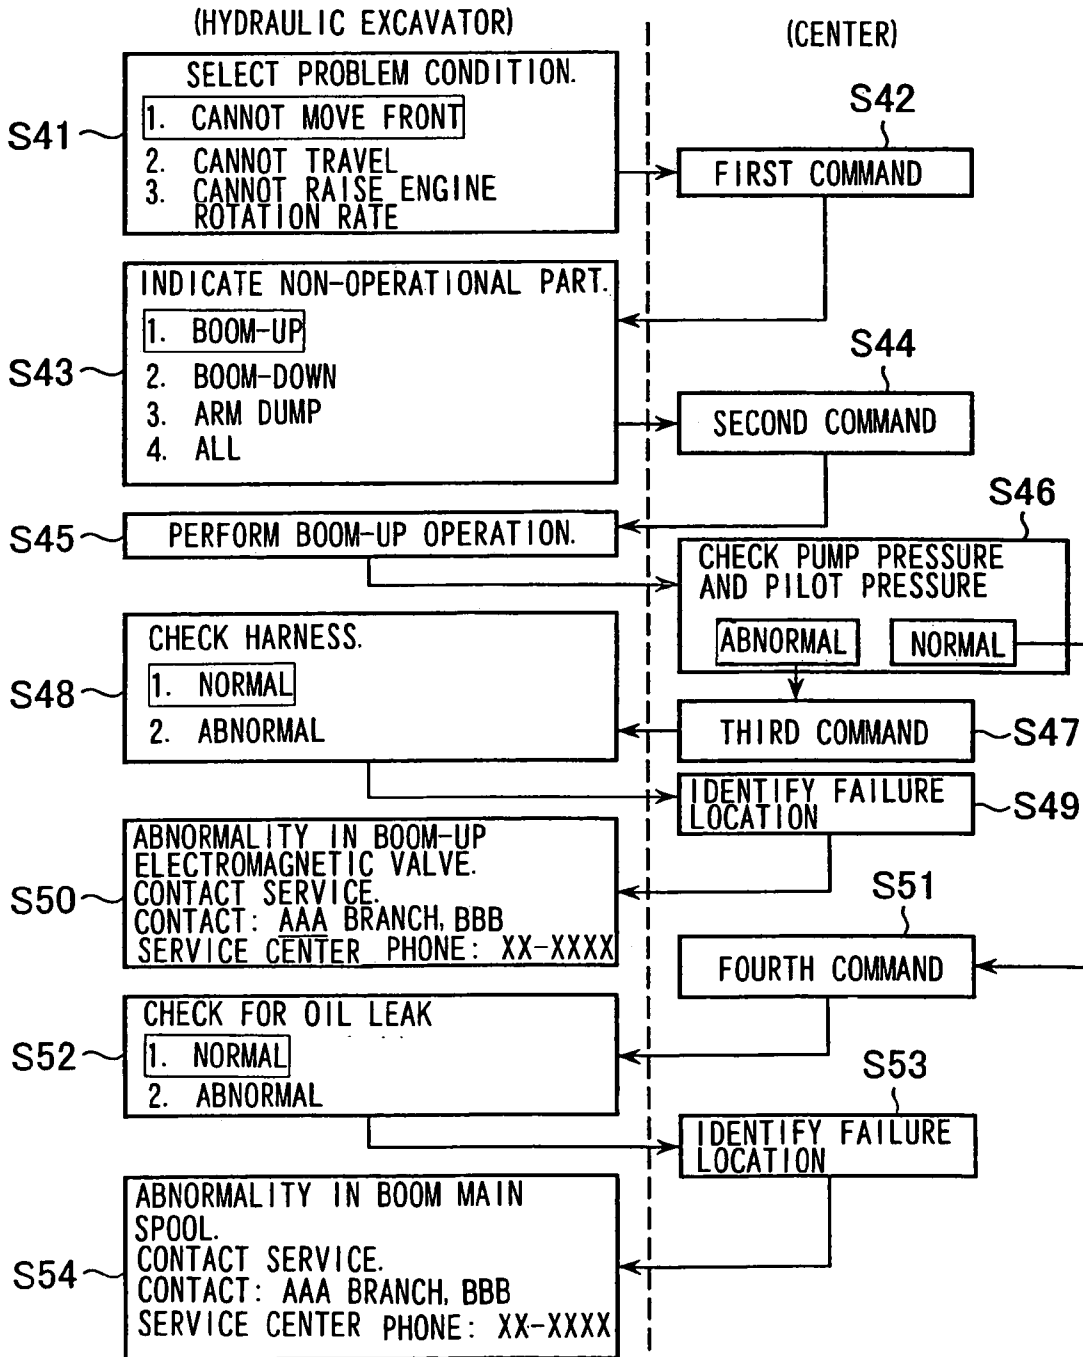 (HYDRAULIC EXCAVATOR)
(CENTER)
SELECT PROBLEM CONDITION.
1. CANNOT MOVE FRONT
2. CANNOT TRAVEL
3. CANNOT RAISE ENGINE
ROTATION RATE
S41
S42
FIRST COMMAND
INDICATE NON-OPERATIONAL PART.
1. BOOM-UP
2. BOOM-DOWN
3. ARM DUMP
4. ALL
S43
S44
SECOND COMMAND
S45
PERFORM BOOM-UP OPERATION.
S46
CHECK PUMP PRESSURE
AND PILOT PRESSURE
ABNORMAL
NORMAL
THIRD COMMAND
S47
CHECK HARNESS.
1. NORMAL
2. ABNORMAL
S48
IDENTIFY FAILURE
LOCATION
S49
ABNORMALITY IN BOOM-UP
ELECTROMAGNETIC VALVE.
CONTACT SERVICE.
CONTACT: AAA BRANCH, BBB
SERVICE CENTER PHONE: XX-XXXX
S50
S51
FOURTH COMMAND
CHECK FOR OIL LEAK
1. NORMAL
2. ABNORMAL
S52
S53
IDENTIFY FAILURE
LOCATION
ABNORMALITY IN BOOM MAIN
SPOOL.
CONTACT SERVICE.
CONTACT: AAA BRANCH, BBB
SERVICE CENTER PHONE: XX-XXXX
S54